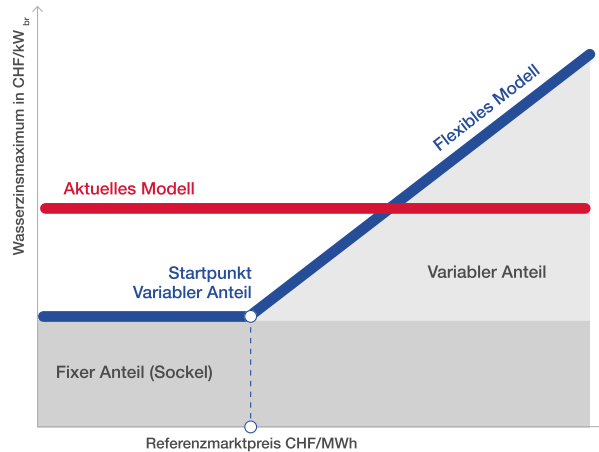 Wasserzinsmaximum in CHF/kW br
Flexibles Modell
Aktuelles Modell
Startpunkt
Variabler Anteil
Variabler Anteil
Fixer Anteil (Sockel)
Referenzmarktpreis CHF/MWh